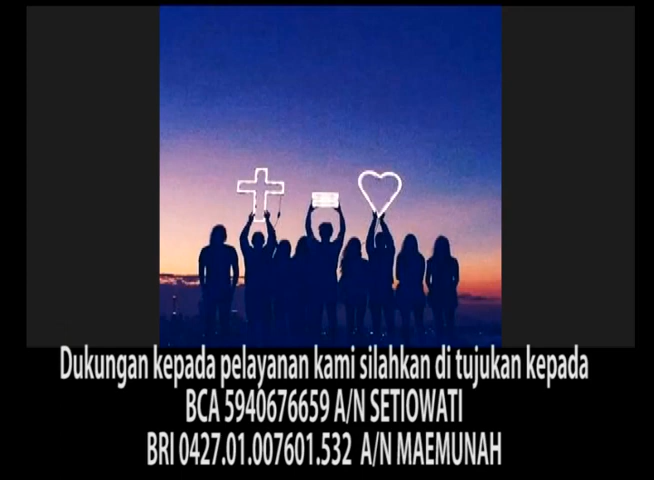 Dukungan kepada pelayanan kami silahkan di tujukan kepada
BCA 5940676659 A/N SETIOWATI
BRI 0427.01.007601.532 A/N MAEMUNAH